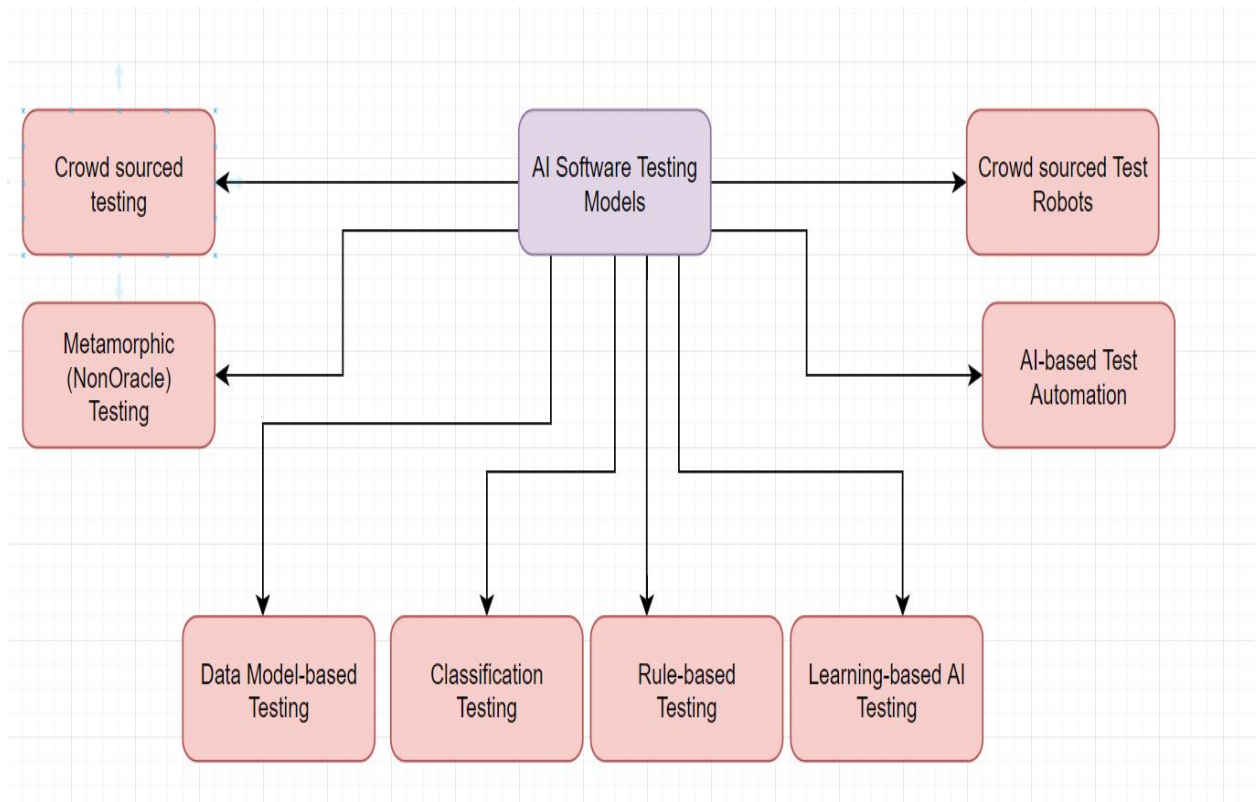 Crowd sourced
testing
AI Software Testing
Models
Crowd sourced Test
Robots
Metamorphic
(NonOracle)
Testing
AI-based Test
Automation
Data Model-based
Testing
Classification
Testing
Rule-based
Testing
Learning-based AI
Testing